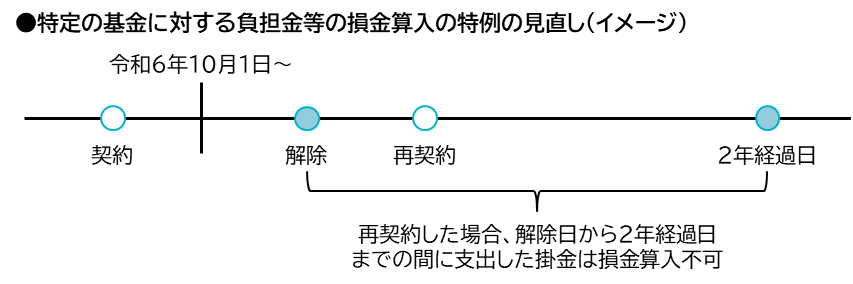 ●特定の基金に対する負担金等の損金算入の特例の見直し(イメージ)
令和6年10月1日～
契約
解除
再契約
2年経過日
再契約した場合、解除日から2年経過日
までの間に支出した掛金は損金算入不可